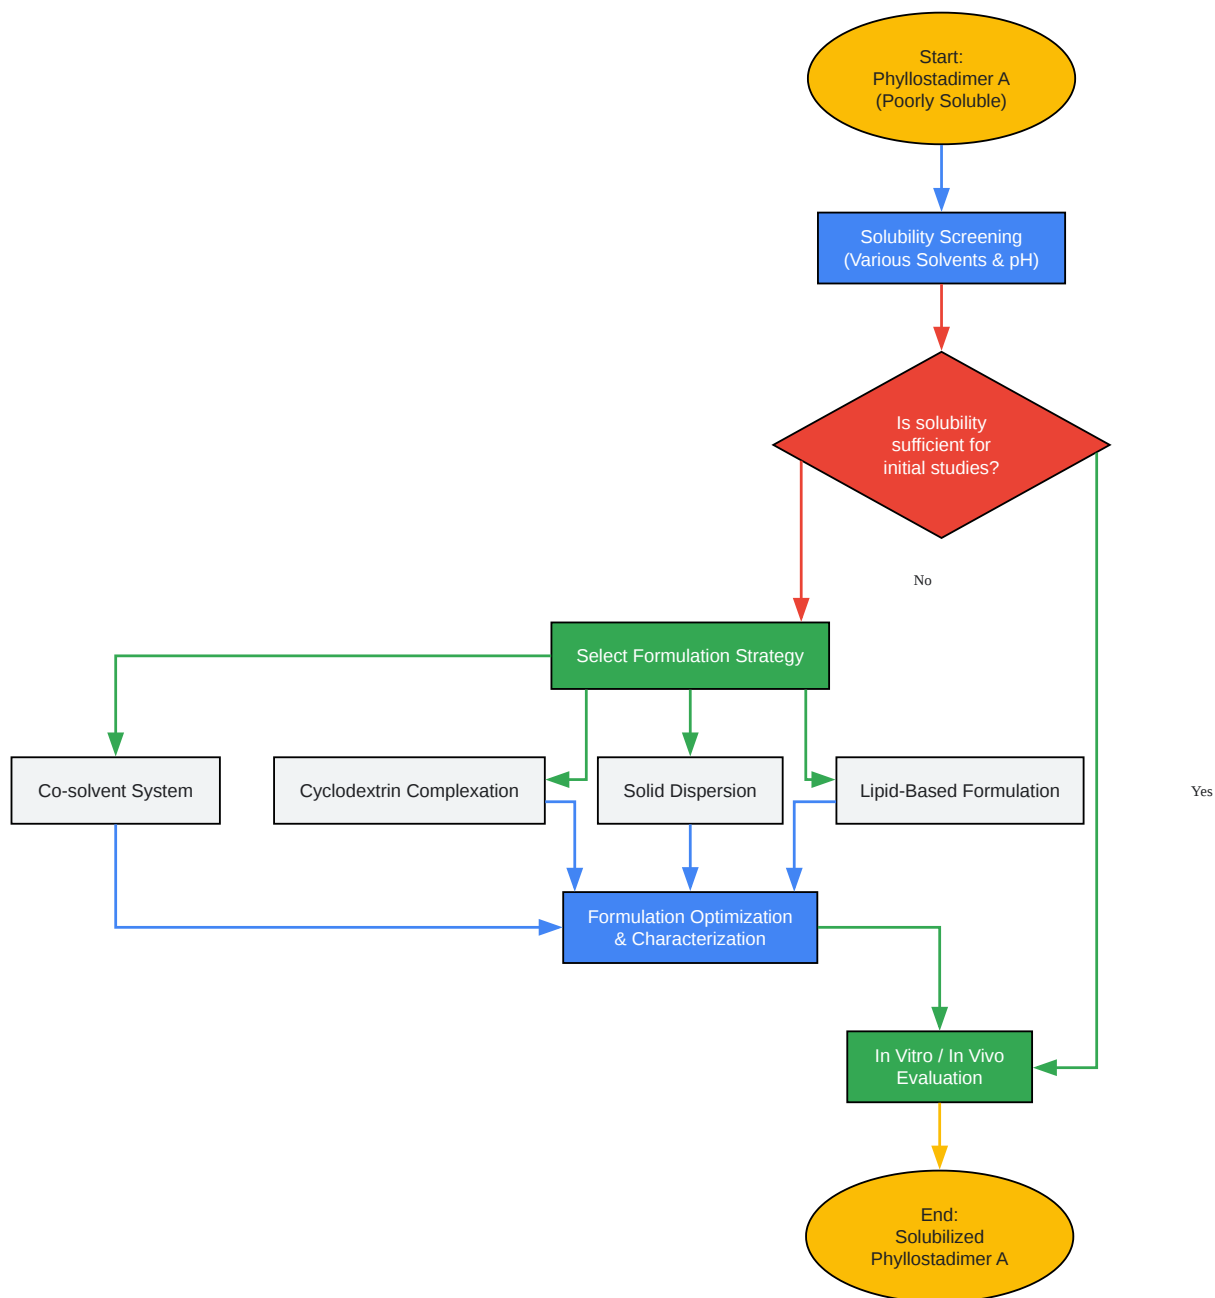 Start:
Phyllostadimer A
(Poorly Soluble)
Solubility Screening
(Various Solvents & pH)
Is solubility
sufficient for
initial studies?
No
Select Formulation Strategy
Co-solvent System
Cyclodextrin Complexation
Solid Dispersion
Lipid-Based Formulation
Yes
Formulation Optimization
& Characterization
In Vitro / In Vivo
Evaluation
End:
Solubilized
Phyllostadimer A